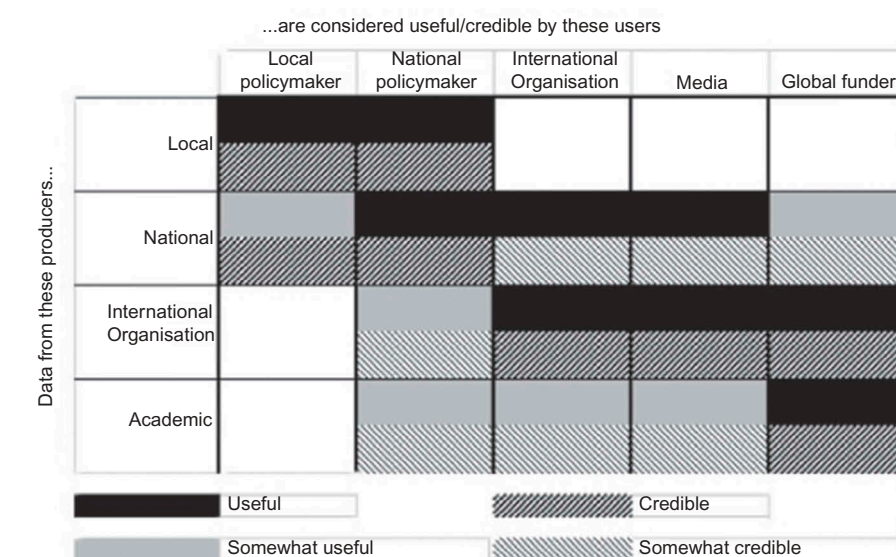 ...are considered useful/credible by these users
Local
policymaker
National
policymaker
International
Organisation
Media
Global funder
Data from these producers...
Local
National
International
Organisation
Academic
Useful
Credible
Somewhat useful
Somewhat credible